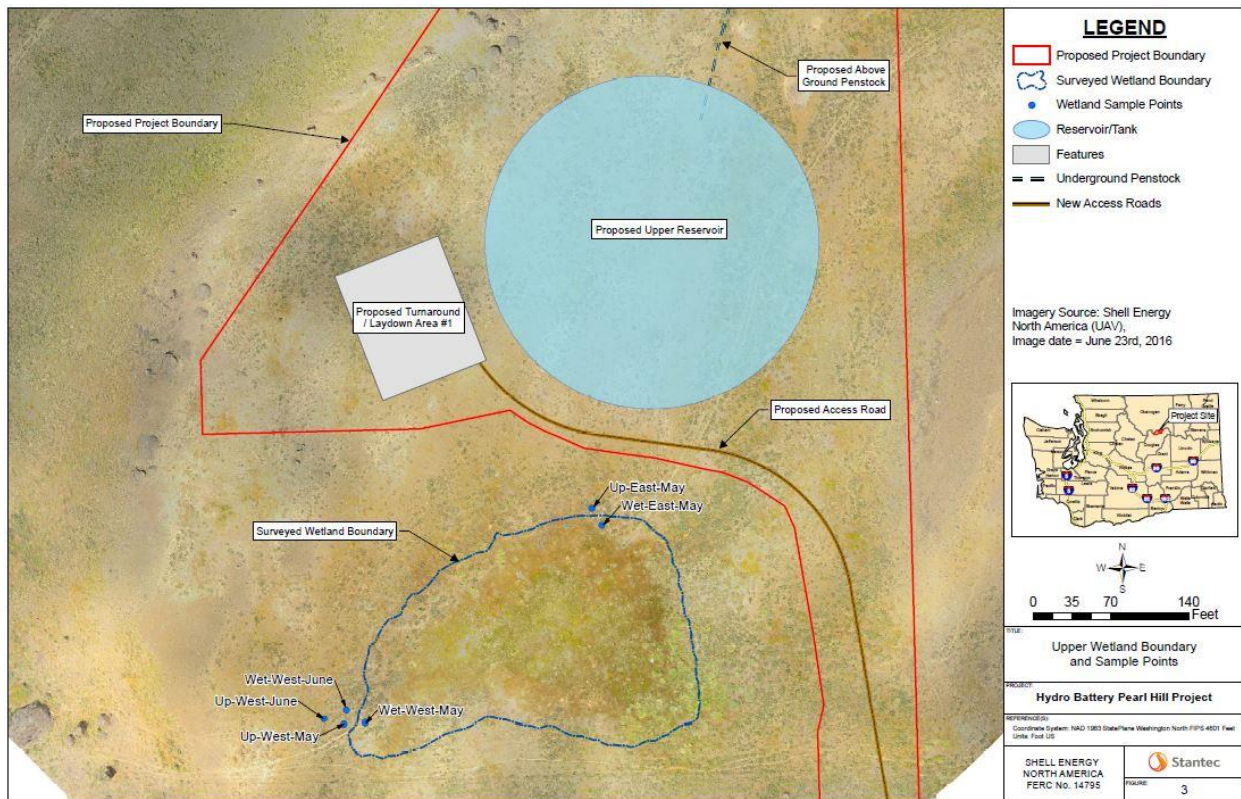 Proposed Above
Ground Penstock
Proposed Project Boundary
Proposed Upper Reservoir
Proposed Turnaround
/ Laydown Area #1
Proposed Access Road
Up-East-May
Wet-East-May
Surveyed Wetland Boundary
Wet-West-June
Up-West-June
Wet-West-May
Up-West-May
LEGEND
Proposed Project Boundary
Surveyed Wetland Boundary
Wetland Sample Points
Reservoir/Tank
Features
Underground Penstock
New Access Roads
Imagery Source: Shell Energy
North America (UAV),
Image date = June 23rd, 2016
Project Site
N
W E
S
0 35 70 140
Feet
TITLE:
Upper Wetland Boundary
and Sample Points
PROJECT:
Hydro Battery Pearl Hill Project
REFERENCE(S):
Coordinate System: NAD 1983 StatePlane Washington North FIPS 4601 Feet
Units: Foot US
SHELL ENERGY
NORTH AMERICA
FERC No. 14795
Stantec
FIGURE:
3